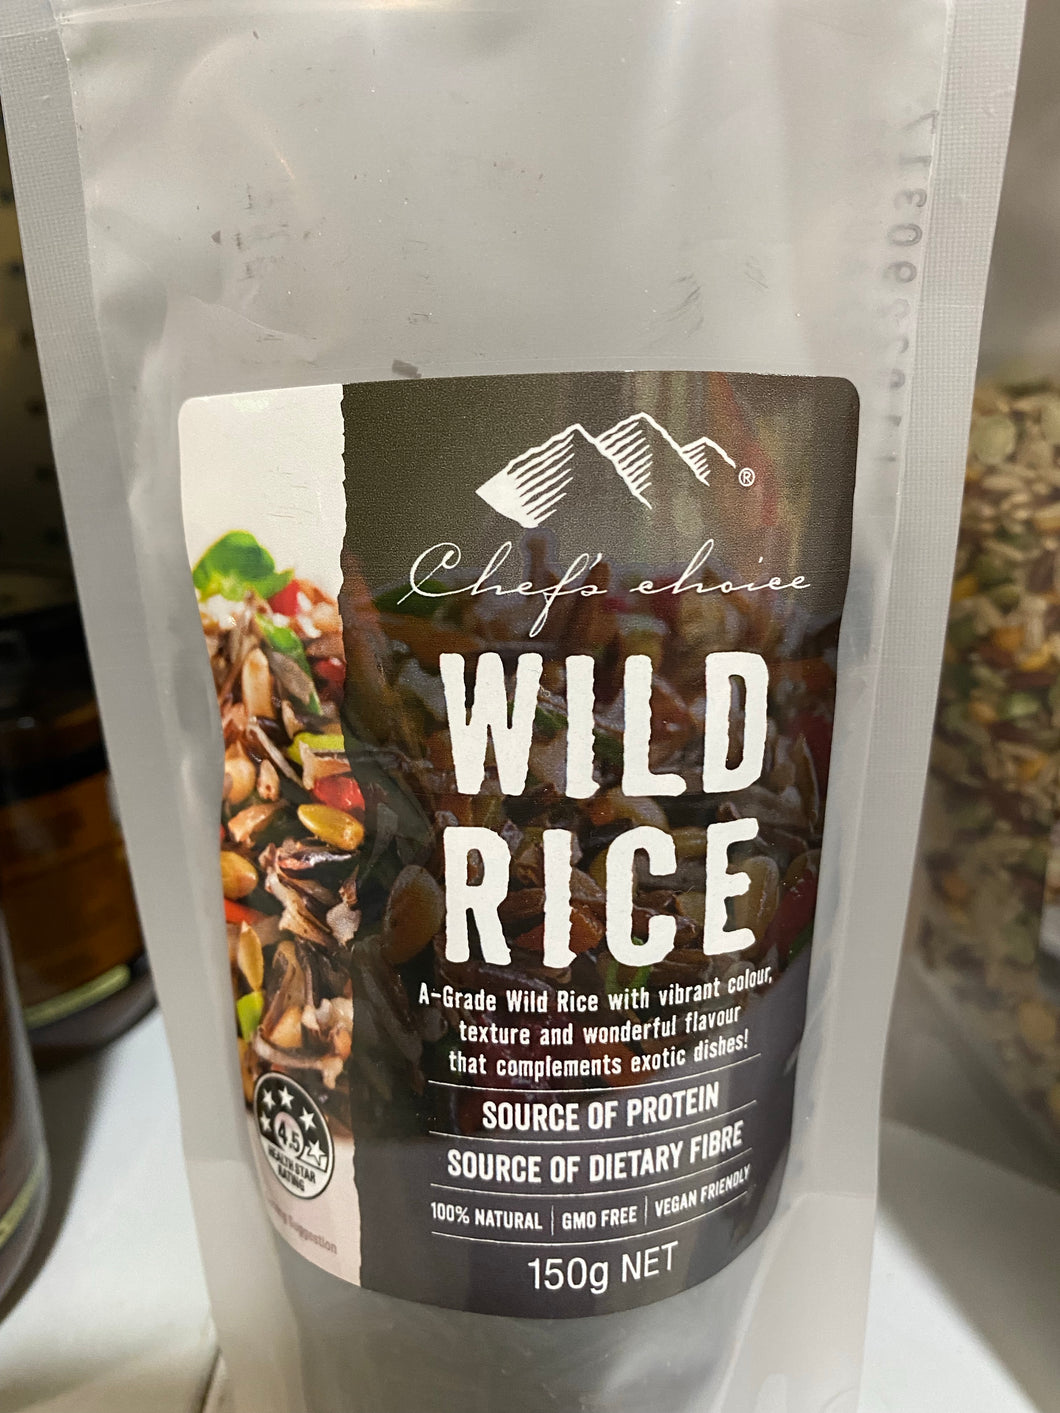 ®
Chef's choice
WILD
RICE
A-Grade Wild Rice with vibrant colour,
texture and wonderful flavour
that complements exotic dishes!
SOURCE OF PROTEIN
SOURCE OF DIETARY FIBRE
100% NATURAL | GMO FREE | VEGAN FRIENDLY
150g NET
4.5
HEALTH STAR
RATING
Suggestion